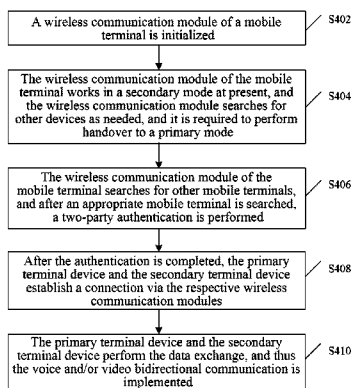 A wireless communication module of a mobile
terminal is initialized
S402
The wireless communication module of the mobile
terminal works in a secondary mode at present, and
the wireless communication module searches for
other devices as needed, and it is required to perform
handover to a primary mode
S404
The wireless communication module of the
mobile terminal searches for other mobile terminals,
and after an appropriate mobile terminal is searched,
a two-party authentication is performed
S406
After the authentication is completed, the primary
terminal device and the secondary terminal device
establish a connection via the respective wireless
communication modules
S408
The primary terminal device and the secondary
terminal device perform the data exchange, and thus
the voice and/or video bidirectional communication is
implemented
S410